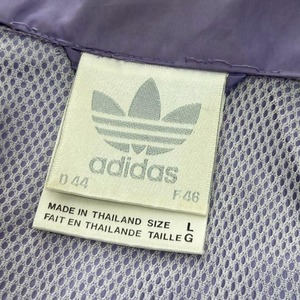 adidas
D 44 F 46
MADE IN THAILAND SIZE L
FAIT EN THAILANDE TAILLE G